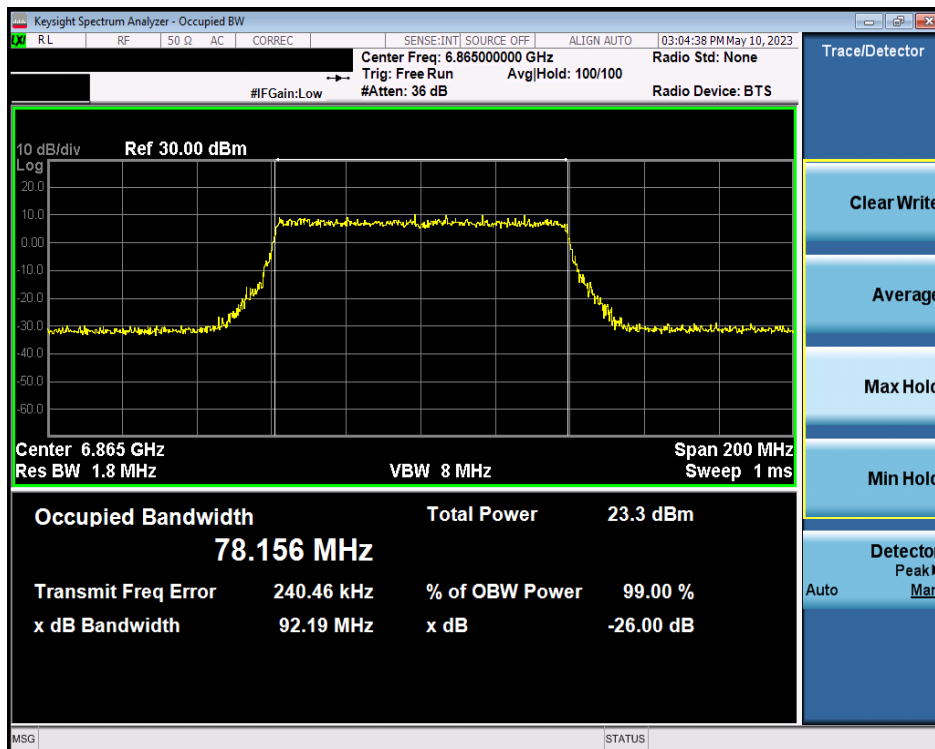 Keysight Spectrum Analyzer - Occupied BW
LXI RL RF 50 Ω AC CORREC SENSE:INT SOURCE OFF ALIGN AUTO 03:04:38 PM May 10, 2023
Center Freq: 6.865000000 GHz Radio Std: None
Trig: Free Run Avg|Hold: 100/100
#IFGain:Low #Atten: 36 dB Radio Device: BTS
10 dB/div Ref 30.00 dBm
Log
20.0
10.0
0.00
-10.0
-20.0
-30.0
-40.0
-50.0
-60.0
Center 6.865 GHz Span 200 MHz
Res BW 1.8 MHz VBW 8 MHz Sweep 1 ms
Occupied Bandwidth Total Power 23.3 dBm
78.156 MHz
Transmit Freq Error 240.46 kHz % of OBW Power 99.00 %
x dB Bandwidth 92.19 MHz x dB -26.00 dB
MSG STATUS
Trace/Detector
Clear Write
Average
Max Hold
Min Hold
Detector
Peak
Auto Man